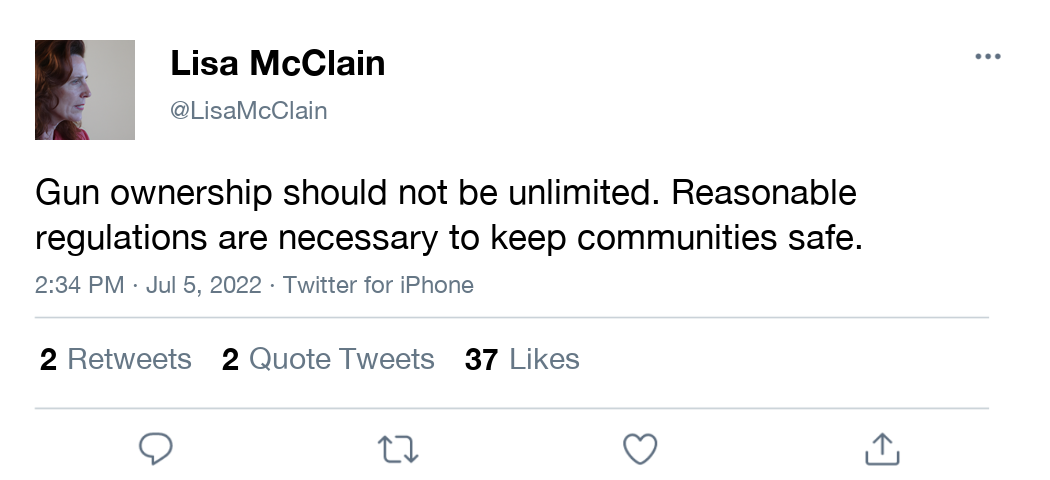 Lisa McClain
@LisaMcClain
Gun ownership should not be unlimited. Reasonable
regulations are necessary to keep communities safe.
2:34 PM · Jul 5, 2022 · Twitter for iPhone
2 Retweets 2 Quote Tweets 37 Likes